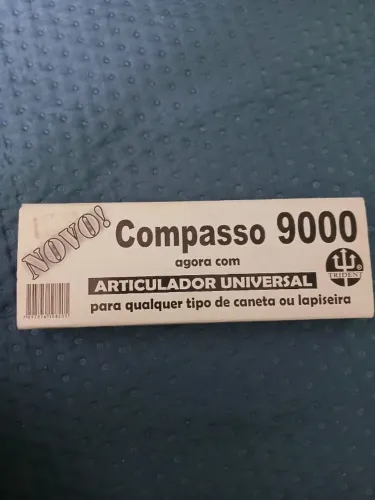 NOVO!
Compasso 9000
agora com
ARTICULADOR UNIVERSAL
para qualquer tipo de caneta ou lapiseira
TRIDENT ®